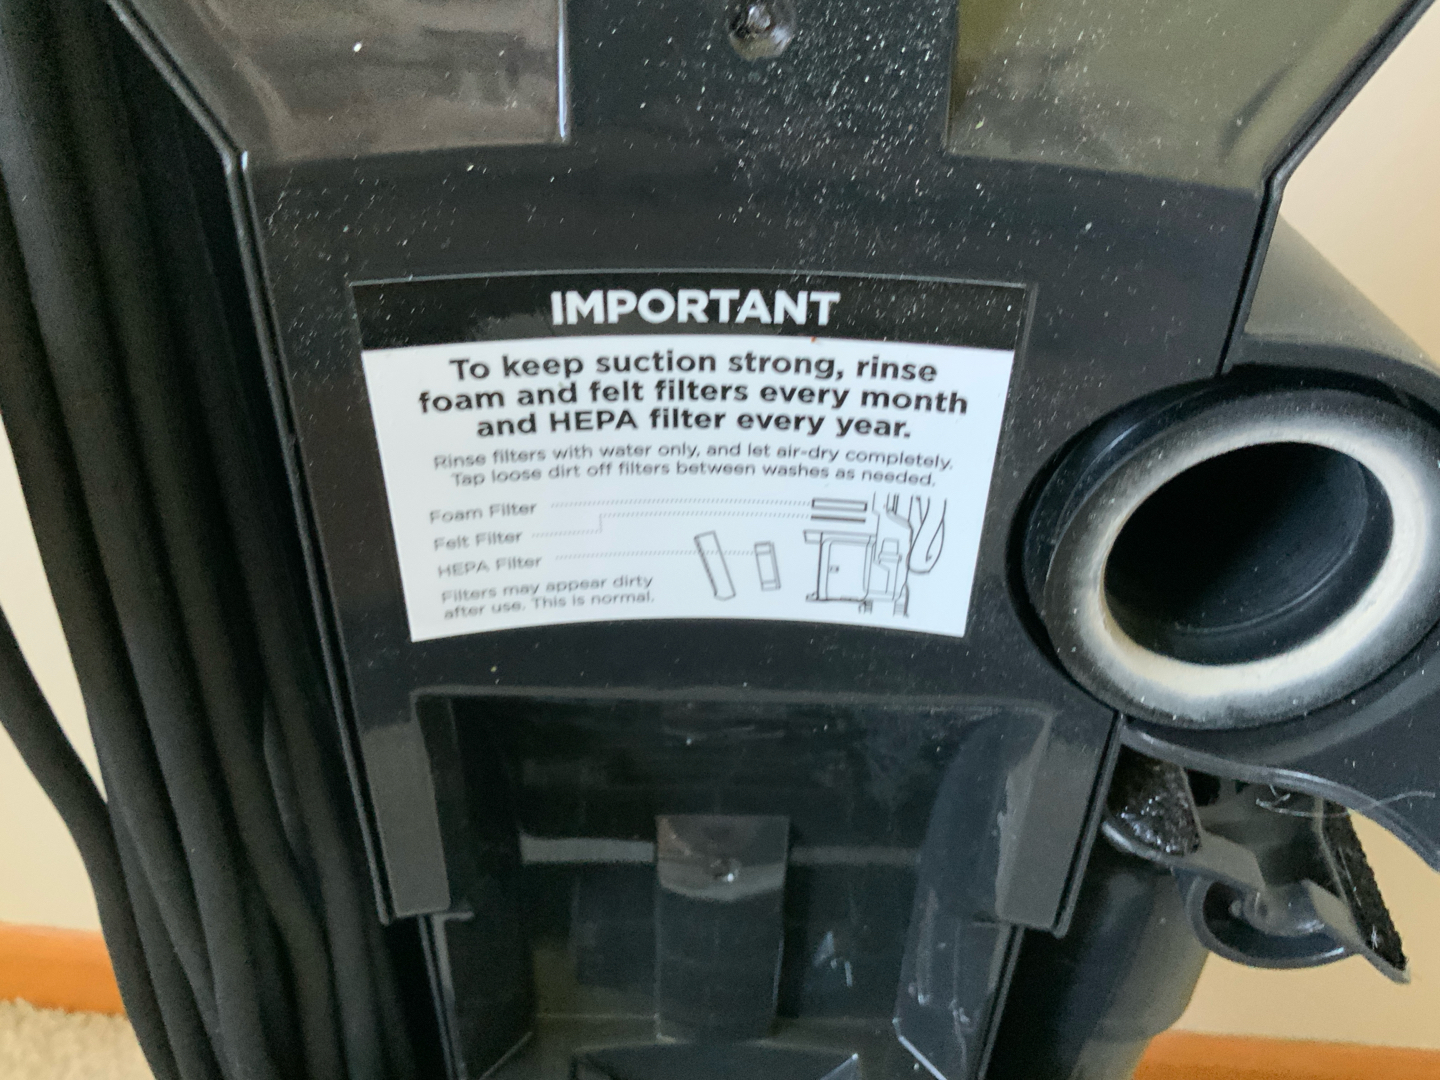 IMPORTANT
To keep suction strong, rinse
foam and felt filters every month
and HEPA filter every year.
Rinse filters with water only, and let air-dry completely.
Tap loose dirt off filters between washes as needed.
Foam Filter
Felt Filter
HEPA Filter
Filters may appear dirty
after use. This is normal.